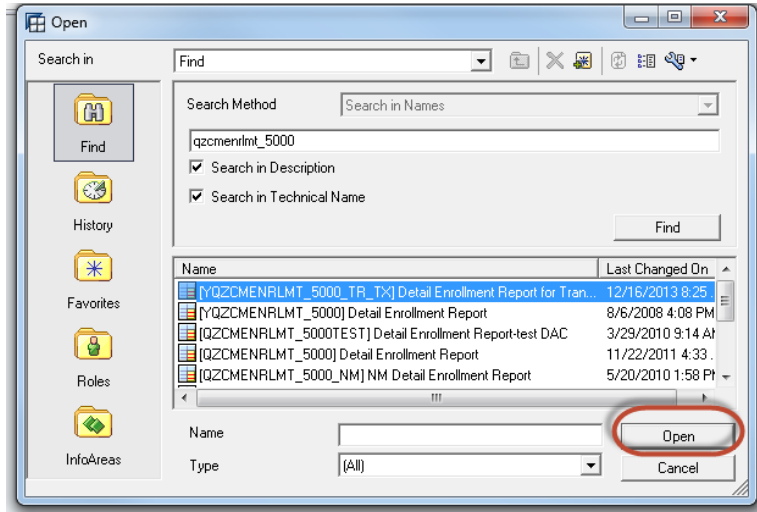 Open
Search in
Find
Find
Search Method
Search in Names
qzcmenrlmt_5000
Search in Description
Search in Technical Name
History
Find
Name
Last Changed On
[YQZCMENRLMT_5000_TR_TX] Detail Enrollment Report for Tran...
12/16/2013 8:25 .
Favorites
[YQZCMENRLMT_5000] Detail Enrollment Report
8/6/2008 4:08 PM
[QZCMENRLMT_5000TEST] Detail Enrollment Report-test DAC
3/29/2010 9:14 AM
[QZCMENRLMT_5000] Detail Enrollment Report
11/22/2011 4:33 .
Roles
[QZCMENRLMT_5000_NM] NM Detail Enrollment Report
5/20/2010 1:58 PM
Name
Open
InfoAreas
Type
(All)
Cancel